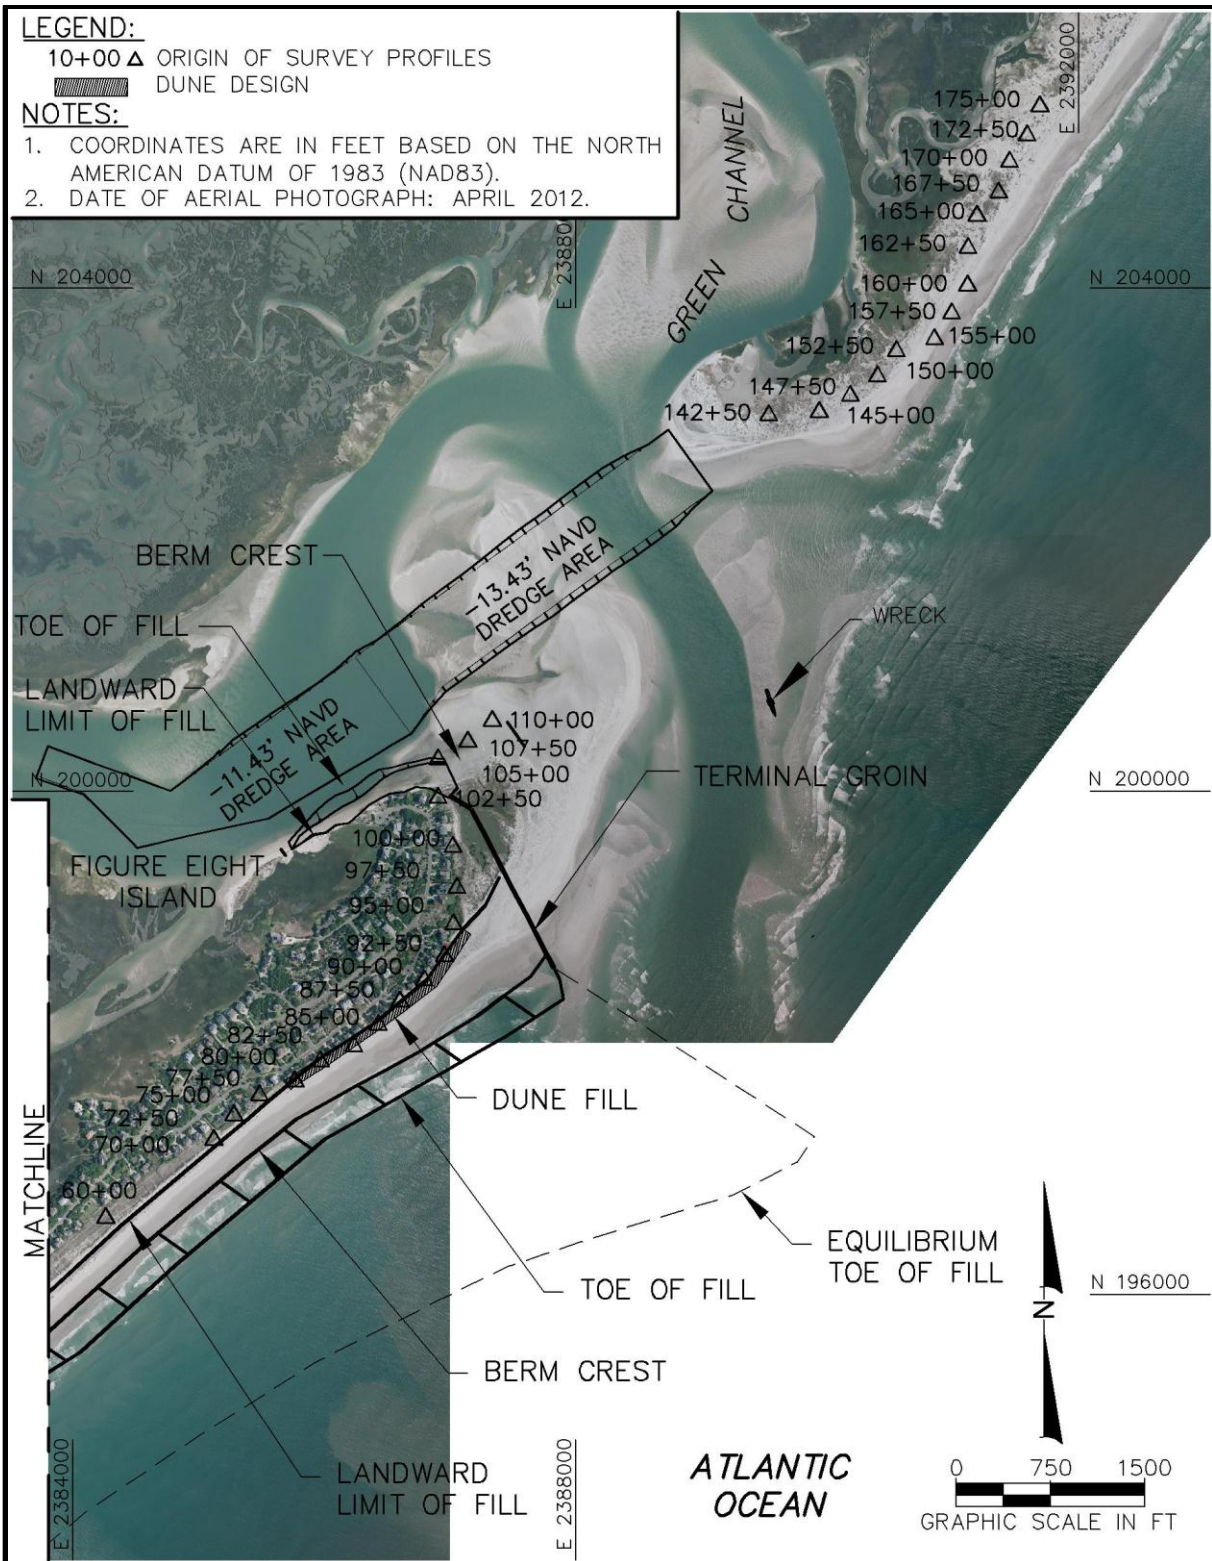 LEGEND:
10+00 △ ORIGIN OF SURVEY PROFILES
DUNE DESIGN
NOTES:
1. COORDINATES ARE IN FEET BASED ON THE NORTH
AMERICAN DATUM OF 1983 (NAD83).
2. DATE OF AERIAL PHOTOGRAPH: APRIL 2012.
E 2392000
175+00
172+50
170+00
167+50
165+00
162+50
160+00
157+50
155+00
152+50
150+00
147+50
145+00
142+50
GREEN CHANNEL
E 2388000
N 204000
N 204000
BERM CREST
TOE OF FILL
LANDWARD
LIMIT OF FILL
-13.43' NAVD
DREDGE AREA
WRECK
-11.43' NAVD
DREDGE AREA
110+00
107+50
105+00
102+50
TERMINAL GROIN
N 200000
N 200000
FIGURE EIGHT
ISLAND
100+00
97+50
95+00
92+50
90+00
87+50
85+00
82+50
80+00
77+50
75+00
72+50
70+00
60+00
MATCHLINE
DUNE FILL
TOE OF FILL
EQUILIBRIUM
TOE OF FILL
BERM CREST
LANDWARD
LIMIT OF FILL
N 196000
N
E 2384000
E 2388000
ATLANTIC
OCEAN
0 750 1500
GRAPHIC SCALE IN FT